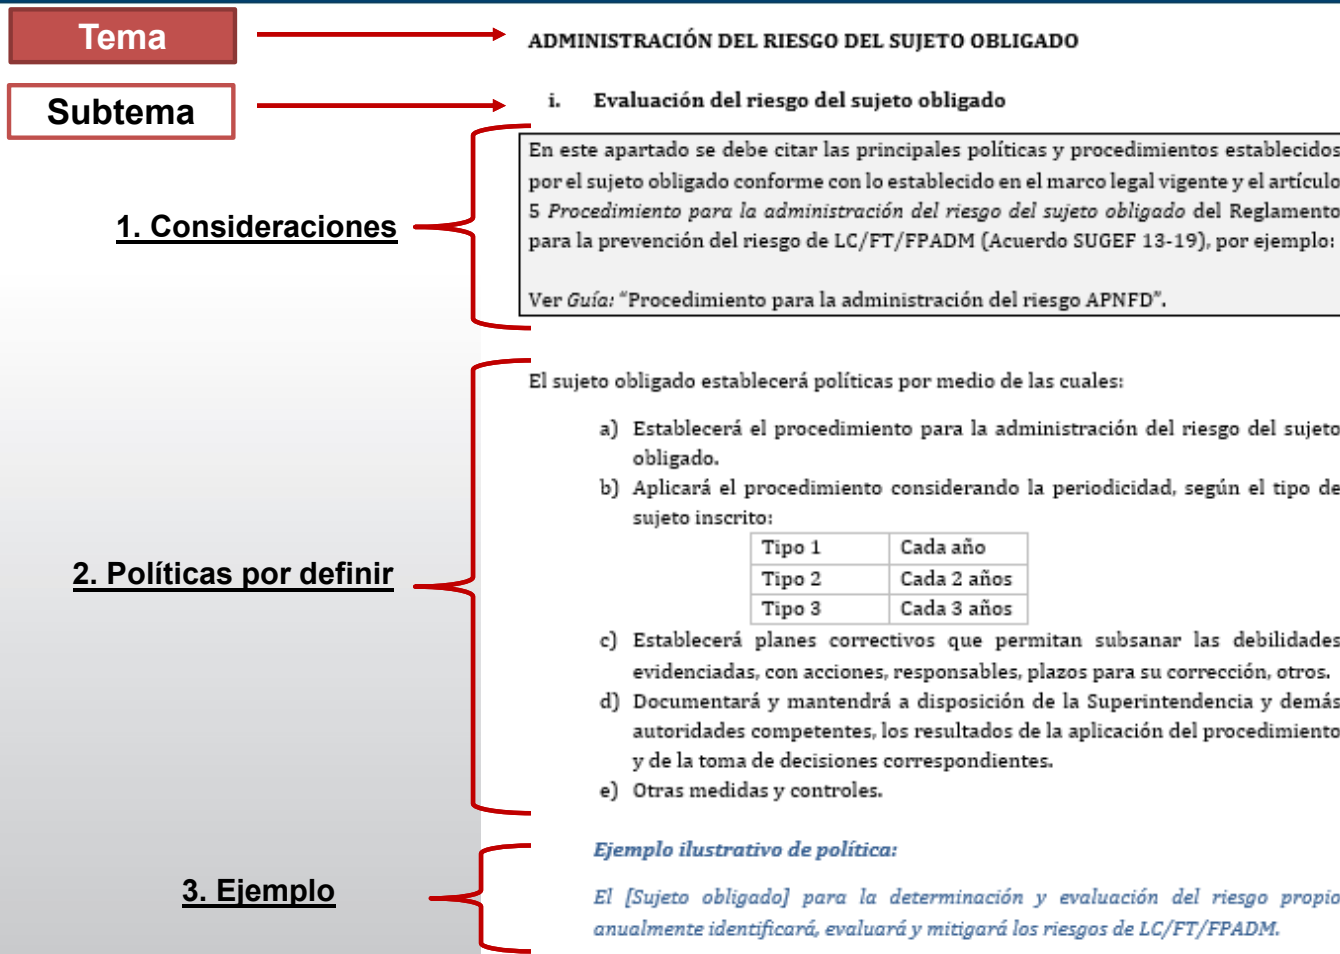 Tema
ADMINISTRACIÓN DEL RIESGO DEL SUJETO OBLIGADO
Subtema
i. Evaluación del riesgo del sujeto obligado
1. Consideraciones
En este apartado se debe citar las principales políticas y procedimientos establecidos
por el sujeto obligado conforme con lo establecido en el marco legal vigente y el artículo
5 Procedimiento para la administración del riesgo del sujeto obligado del Reglamento
para la prevención del riesgo de LC/FT/FPADM (Acuerdo SUGEF 13-19), por ejemplo:
Ver Guía: “Procedimiento para la administración del riesgo APNFD”.
2. Políticas por definir
El sujeto obligado establecerá políticas por medio de las cuales:
a) Establecerá el procedimiento para la administración del riesgo del sujeto
obligado.
b) Aplicará el procedimiento considerando la periodicidad, según el tipo de
sujeto inscrito:
Tipo 1 Cada año
Tipo 2 Cada 2 años
Tipo 3 Cada 3 años
c) Establecerá planes correctivos que permitan subsanar las debilidades
evidenciadas, con acciones, responsables, plazos para su corrección, otros.
d) Documentará y mantendrá a disposición de la Superintendencia y demás
autoridades competentes, los resultados de la aplicación del procedimiento
y de la toma de decisiones correspondientes.
e) Otras medidas y controles.
3. Ejemplo
Ejemplo ilustrativo de política:
El [Sujeto obligado] para la determinación y evaluación del riesgo propio
anualmente identificará, evaluará y mitigará los riesgos de LC/FT/FPADM.